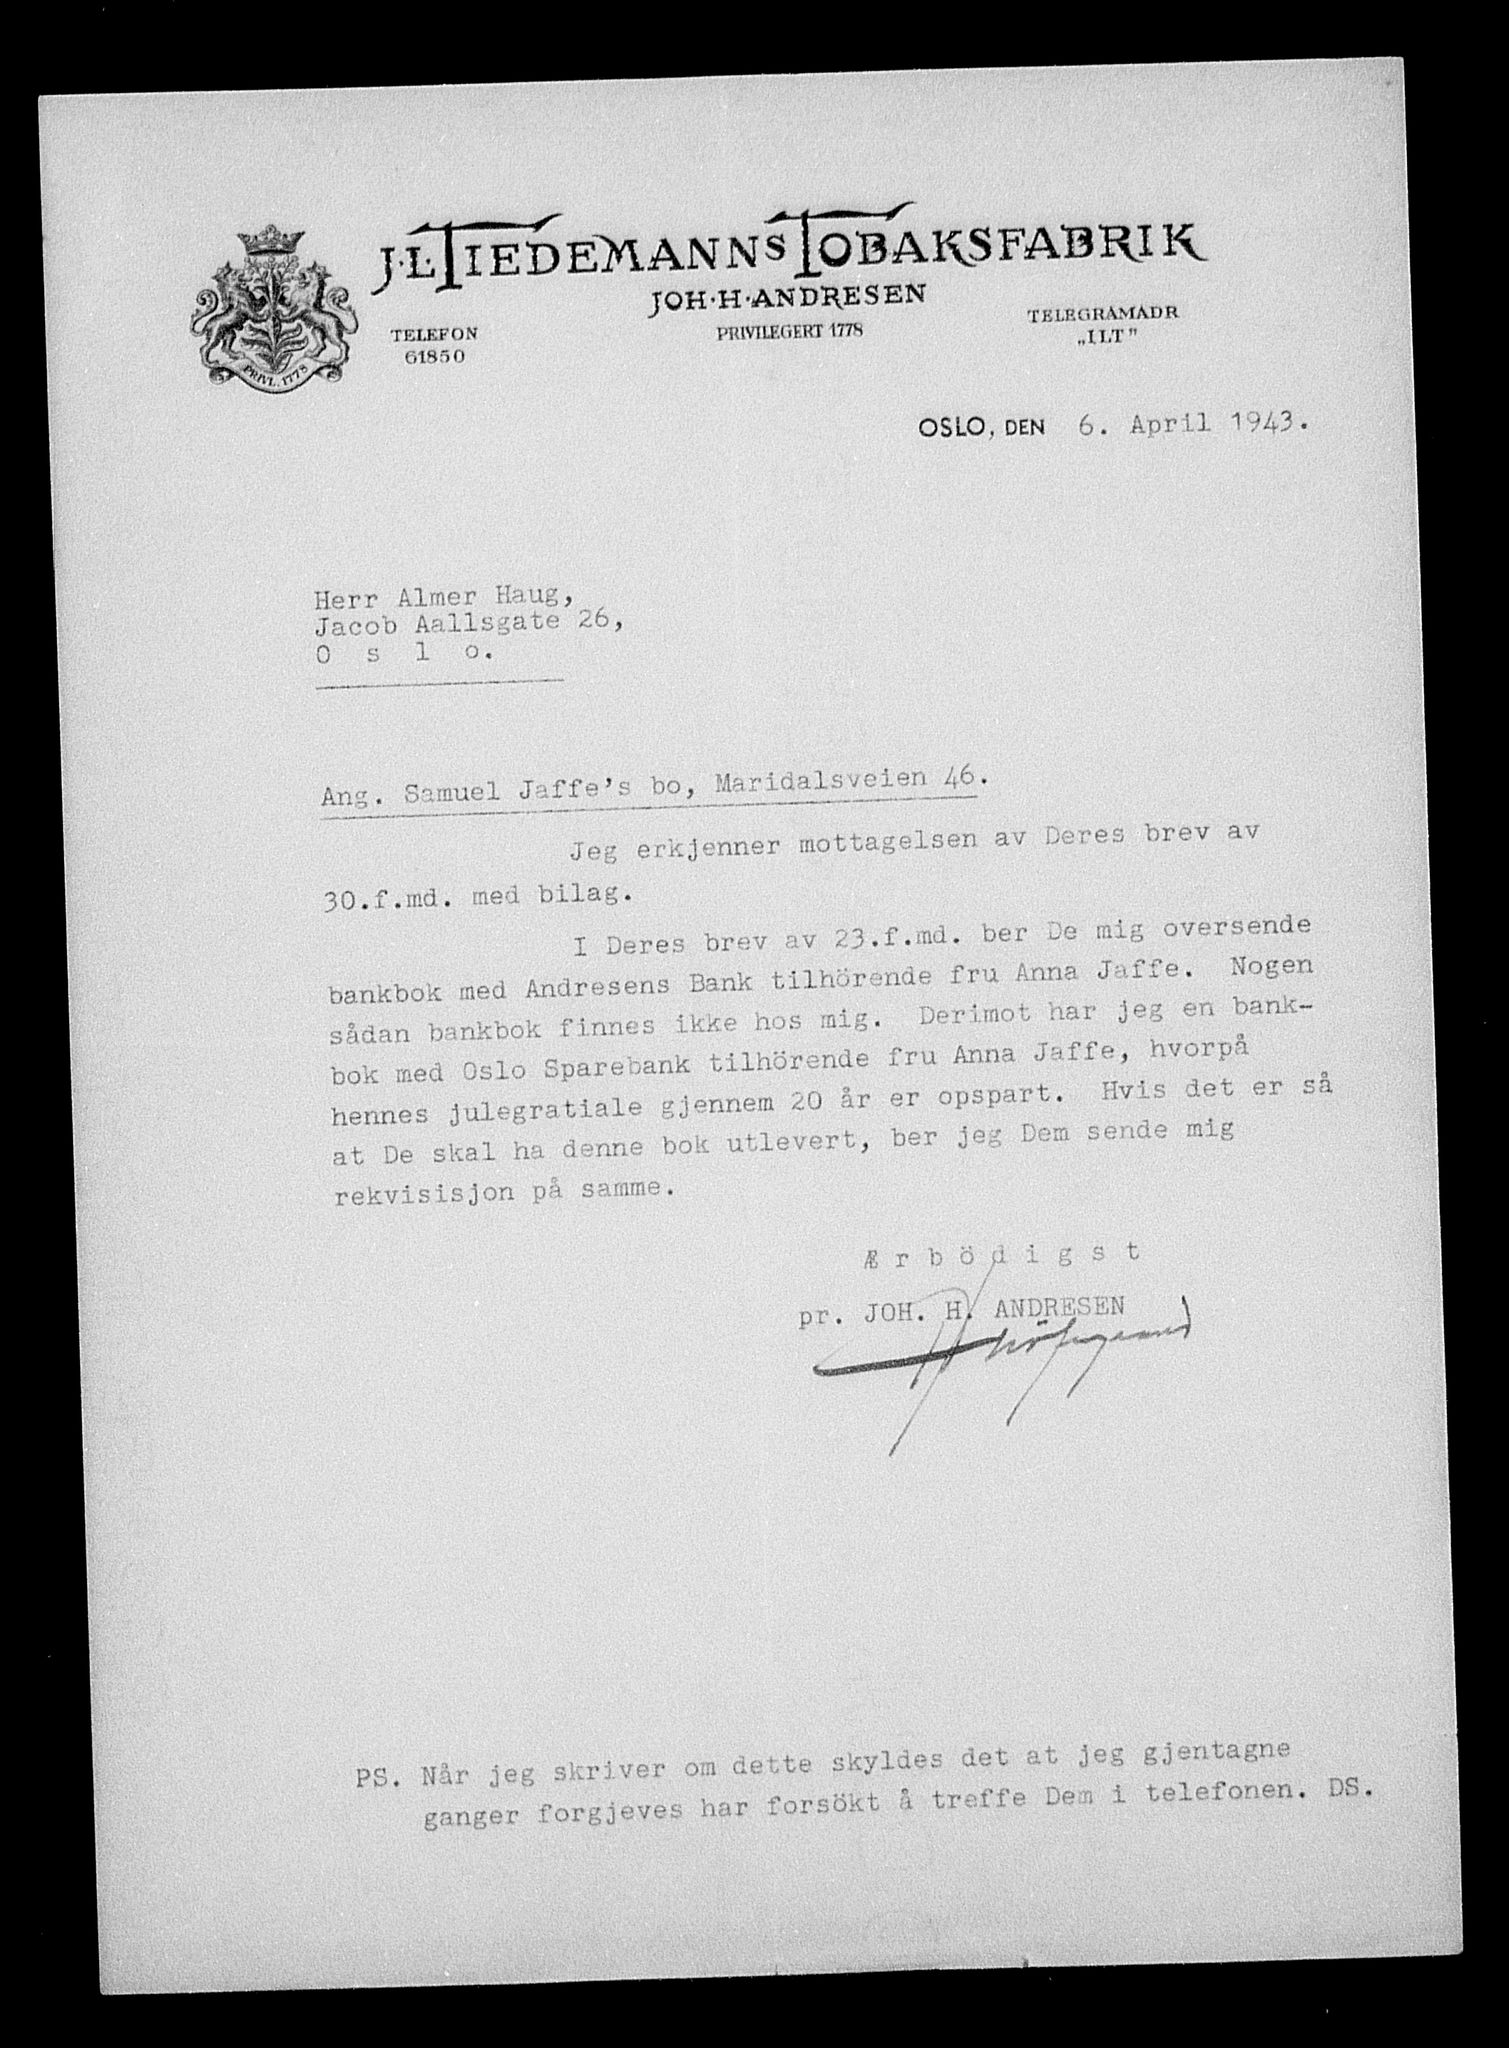 J.L. TIEDEMANNS TOBAKSFABRIK
JOH·H·ANDRESEN
TELEFON
61850
PRIVILEGERT 1778
TELEGRAMADR
„ILT"
PRIVL. 1778
OSLO, DEN 6. April 1943.
Herr Almer Haug,
Jacob Aallsgate 26,
O s l o.
Ang. Samuel Jaffe's bo, Maridalsveien 46.
Jeg erkjenner mottagelsen av Deres brev av
30.f.md. med bilag.
I Deres brev av 23.f.md. ber De mig oversende
bankbok med Andresens Bank tilhörende fru Anna Jaffe. Nogen
sådan bankbok finnes ikke hos mig. Derimot har jeg en bank-
bok med Oslo Sparebank tilhörende fru Anna Jaffe, hvorpå
hennes julegratiale gjennem 20 år er opspart. Hvis det er så
at De skal ha denne bok utlevert, ber jeg Dem sende mig
rekvisisjon på samme.
Æ r b ö d i g s t
pr. JOH. H. ANDRESEN
PS. Når jeg skriver om dette skyldes det at jeg gjentagne
ganger forgjeves har forsökt å treffe Dem i telefonen. DS.